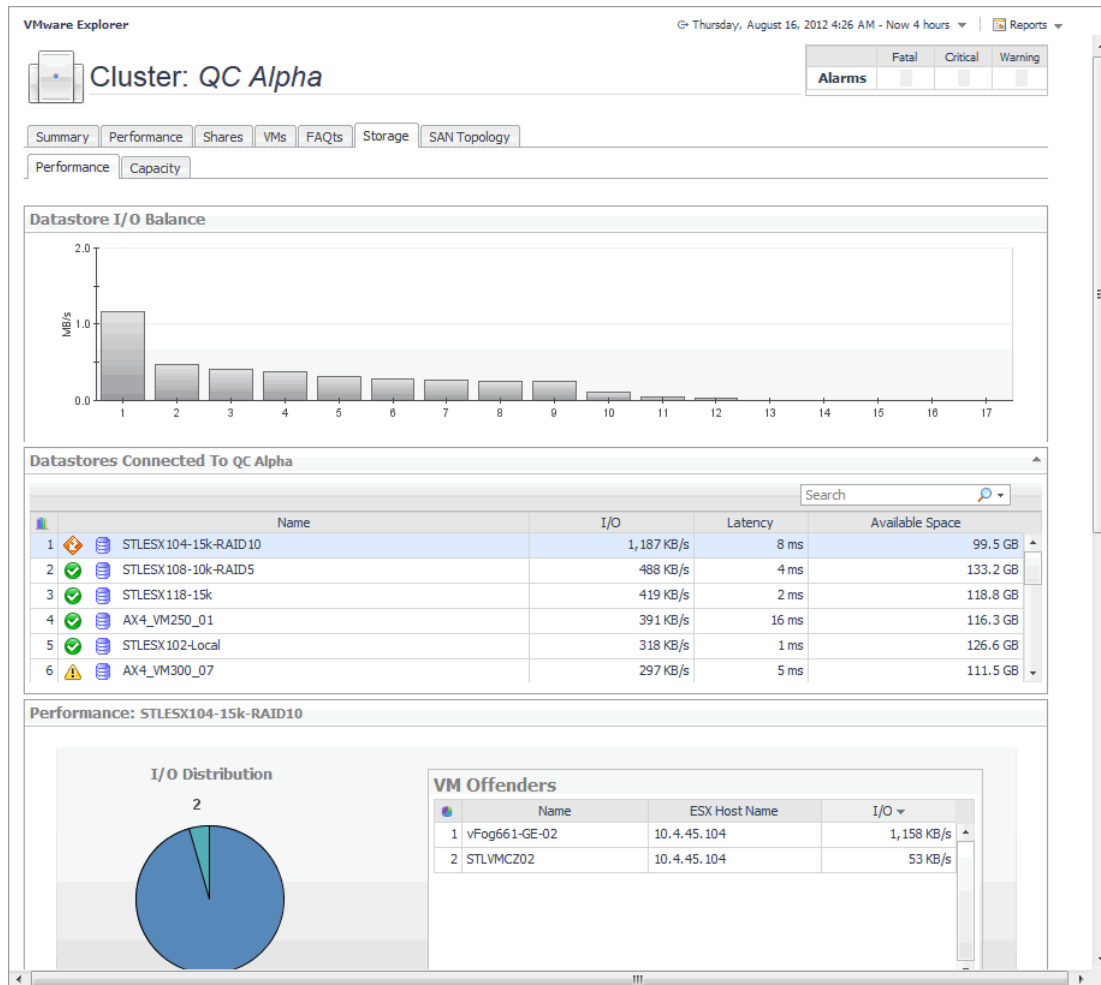 VMware Explorer
Thursday, August 16, 2012 4:26 AM - Now 4 hours
Reports
Cluster: QC Alpha
Fatal Critical Warning
Alarms
Summary Performance Shares VMs FAQts Storage SAN Topology
Performance Capacity
Datastore I/O Balance
2.0
MB/s
1.0
0.0
1 2 3 4 5 6 7 8 9 10 11 12 13 14 15 16 17
Datastores Connected To QC Alpha
Search
Name I/O Latency Available Space
1 STLESX104-15k-RAID10 1,187 KB/s 8 ms 99.5 GB
2 STLESX108-10k-RAID5 488 KB/s 4 ms 133.2 GB
3 STLESX118-15k 419 KB/s 2 ms 118.8 GB
4 AX4_VM250_01 391 KB/s 16 ms 116.3 GB
5 STLESX102-Local 318 KB/s 1 ms 126.6 GB
6 AX4_VM300_07 297 KB/s 5 ms 111.5 GB
Performance: STLESX104-15k-RAID10
I/O Distribution
2
VM Offenders
Name ESX Host Name I/O
1 vFog661-GE-02 10.4.45.104 1,158 KB/s
2 STLVMCZ02 10.4.45.104 53 KB/s